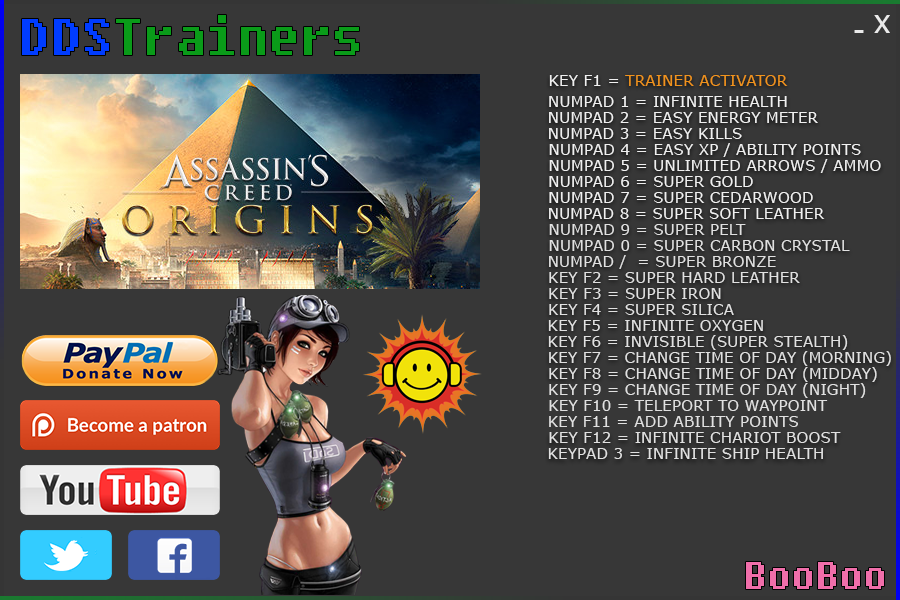 DDSTrainers
_ X
ASSASSIN'S
CREED
ORIGINS
KEY F1 = TRAINER ACTIVATOR
NUMPAD 1 = INFINITE HEALTH
NUMPAD 2 = EASY ENERGY METER
NUMPAD 3 = EASY KILLS
NUMPAD 4 = EASY XP / ABILITY POINTS
NUMPAD 5 = UNLIMITED ARROWS / AMMO
NUMPAD 6 = SUPER GOLD
NUMPAD 7 = SUPER CEDARWOOD
NUMPAD 8 = SUPER SOFT LEATHER
NUMPAD 9 = SUPER PELT
NUMPAD 0 = SUPER CARBON CRYSTAL
NUMPAD /  = SUPER BRONZE
KEY F2 = SUPER HARD LEATHER
KEY F3 = SUPER IRON
KEY F4 = SUPER SILICA
KEY F5 = INFINITE OXYGEN
KEY F6 = INVISIBLE (SUPER STEALTH)
KEY F7 = CHANGE TIME OF DAY (MORNING)
KEY F8 = CHANGE TIME OF DAY (MIDDAY)
KEY F9 = CHANGE TIME OF DAY (NIGHT)
KEY F10 = TELEPORT TO WAYPOINT
KEY F11 = ADD ABILITY POINTS
KEY F12 = INFINITE CHARIOT BOOST
KEYPAD 3 = INFINITE SHIP HEALTH
PayPal
Donate Now
Become a patron
YouTube
DDS
BooBoo